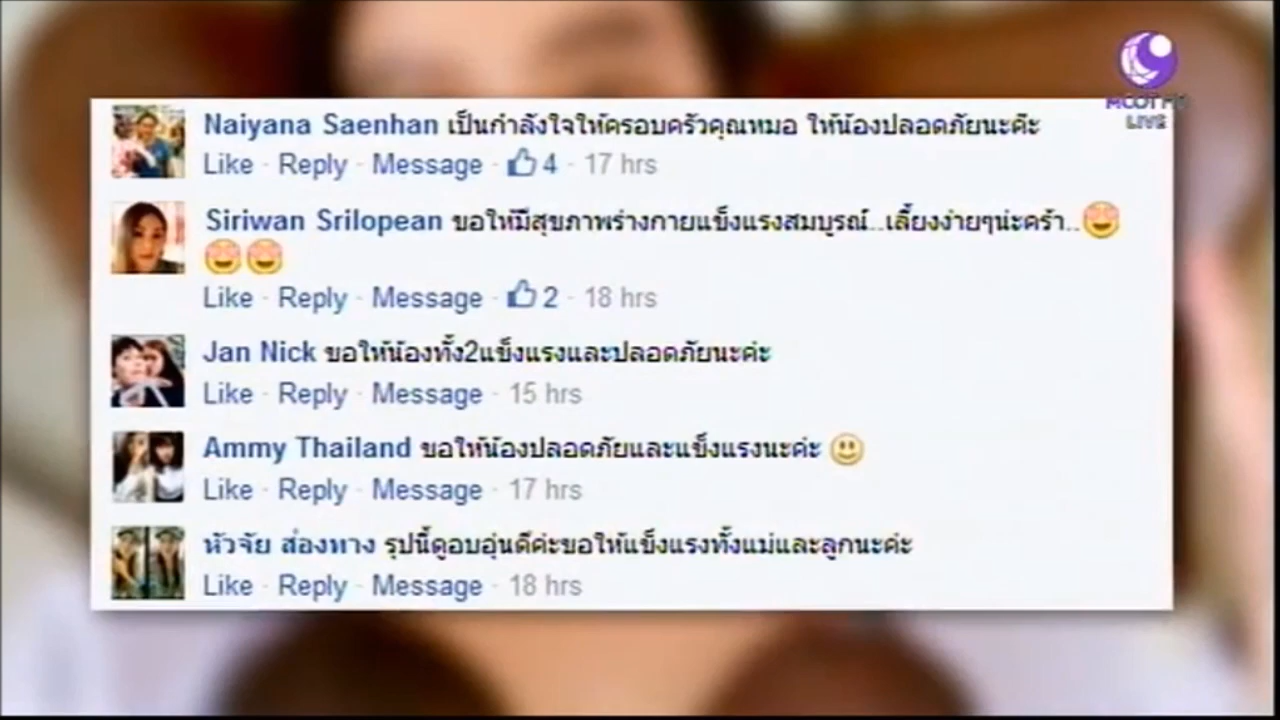 MCOT HD
LIVE
Naiyana Saenhan เป็นกำลังใจให้ครอบครัวคุณหมอ ให้น้องปลอดภัยนะค๊ะ
Like · Reply · Message · 4 · 17 hrs
Siriwan Srilopean ขอให้มีสุขภาพร่างกายแข็งแรงสมบูรณ์..เลี้ยงง่ายๆน่ะคร้า..
Like · Reply · Message · 2 · 18 hrs
Jan Nick ขอให้น้องทั้ง2แข็งแรงและปลอดภัยนะค่ะ
Like · Reply · Message · 15 hrs
Ammy Thailand ขอให้น้องปลอดภัยและแข็งแรงนะค่ะ
Like · Reply · Message · 17 hrs
หัวจัย ส่องทาง รุปนี้ดูอบอุ่นดีค่ะขอให้แข็งแรงทั้งแม่และลูกนะค่ะ
Like · Reply · Message · 18 hrs